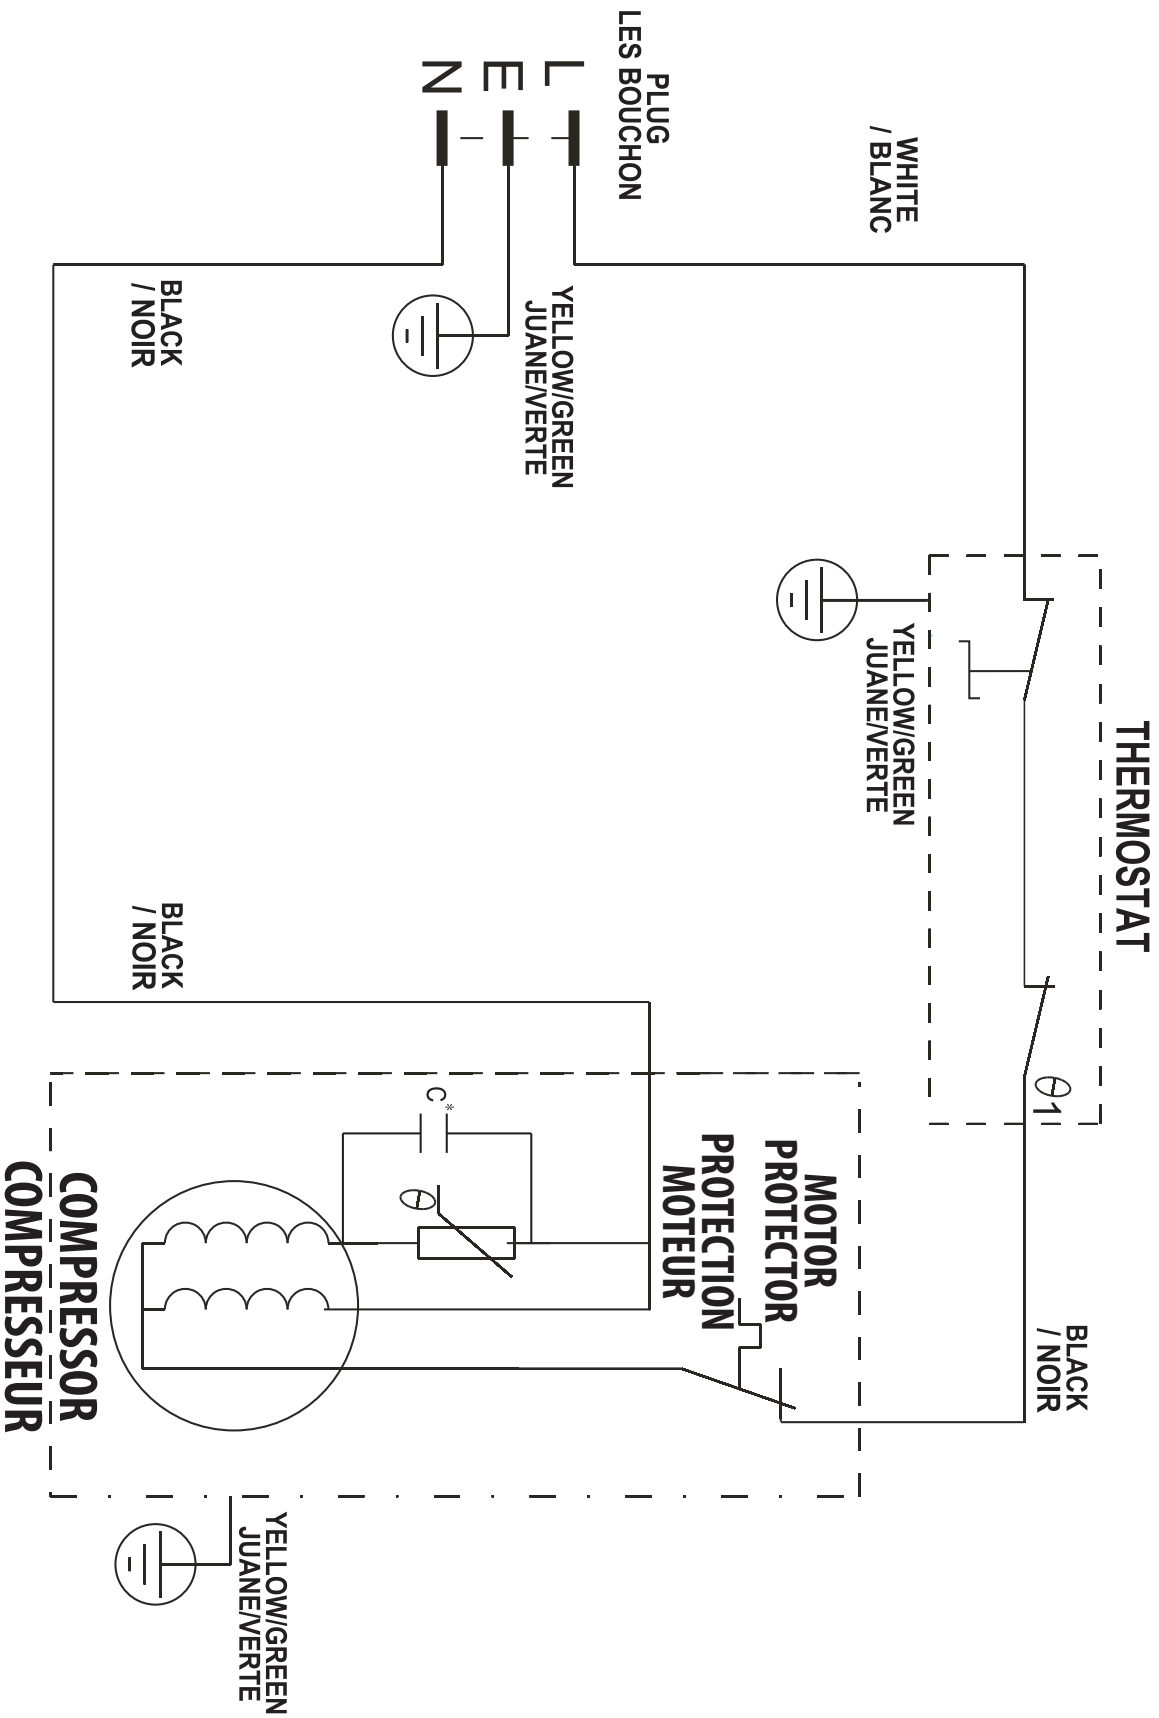 THERMOSTAT
WHITE
/ BLANC
YELLOW/GREEN
JUANE/VERTE
θ1
BLACK
/ NOIR
PLUG
LES BOUCHON
L
E
N
YELLOW/GREEN
JUANE/VERTE
MOTOR
PROTECTOR
PROTECTION
MOTEUR
C*
θ
BLACK
/ NOIR
BLACK
/ NOIR
COMPRESSOR
COMPRESSEUR
YELLOW/GREEN
JUANE/VERTE